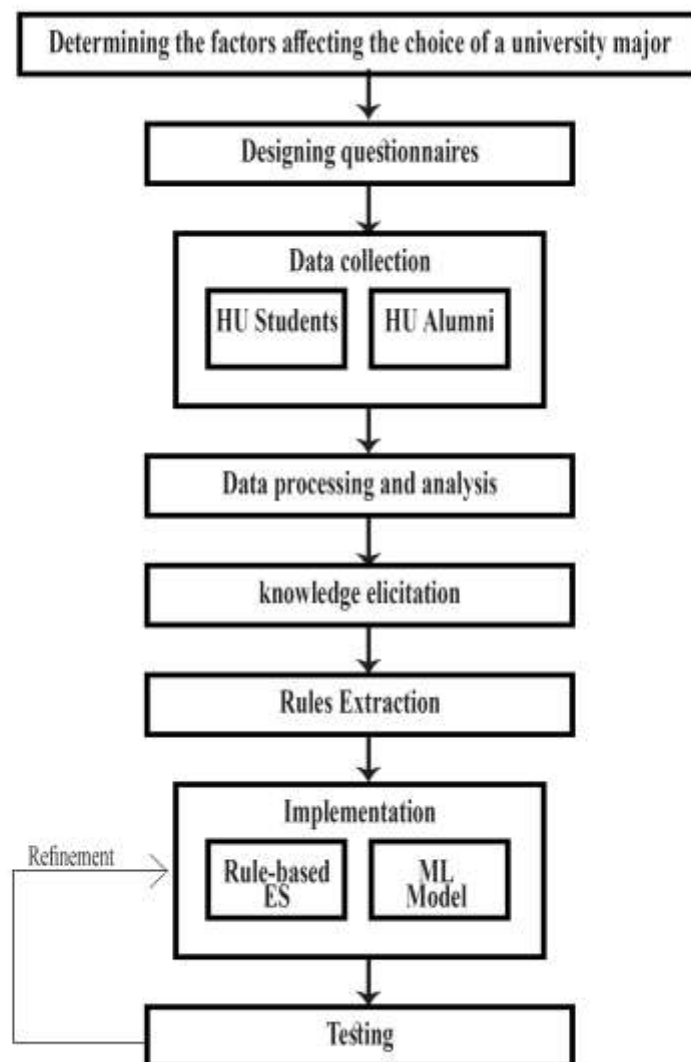 Determining the factors affecting the choice of a university major
Designing questionnaires
Data collection
HU Students
HU Alumni
Data processing and analysis
knowledge elicitation
Rules Extraction
Implementation
Refinement
Rule-based
ES
ML
Model
Testing